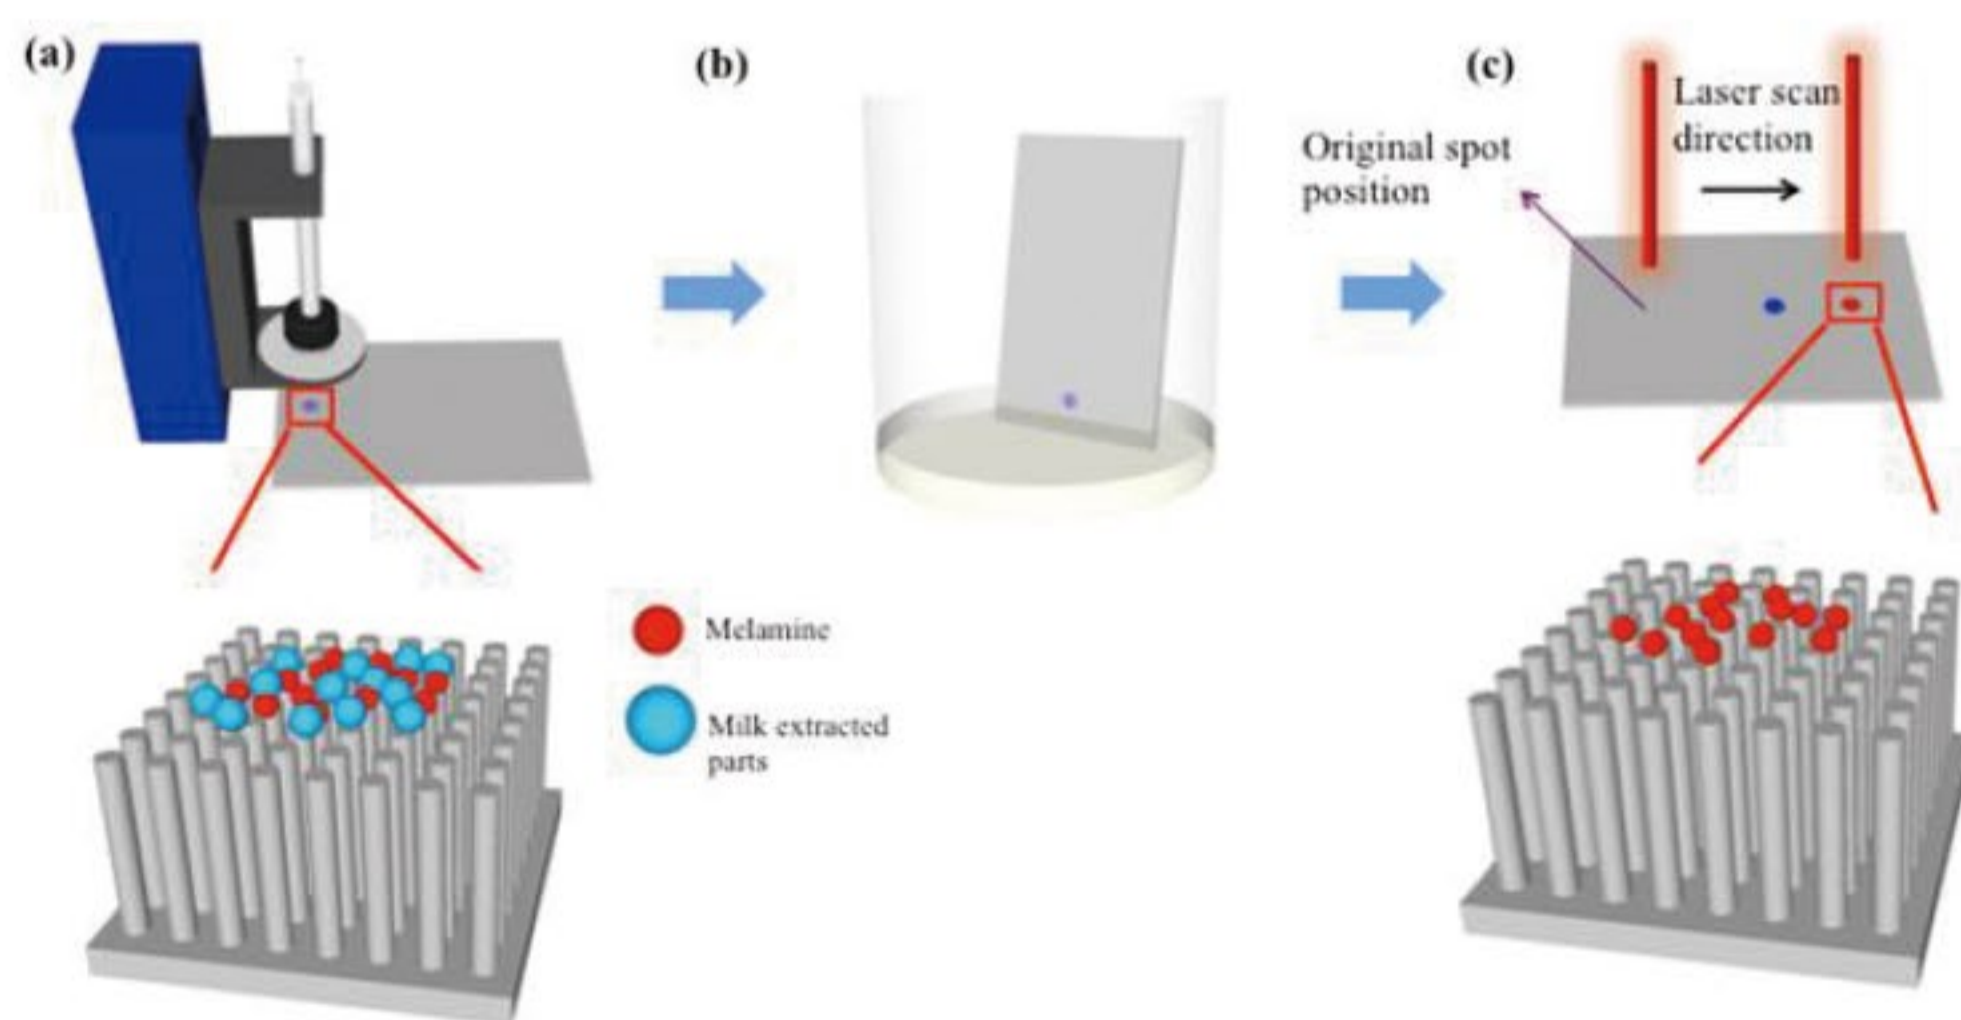 (a)
(b)
(c)
Laser scan
direction
Original spot
position
Melamine
Milk extracted
parts